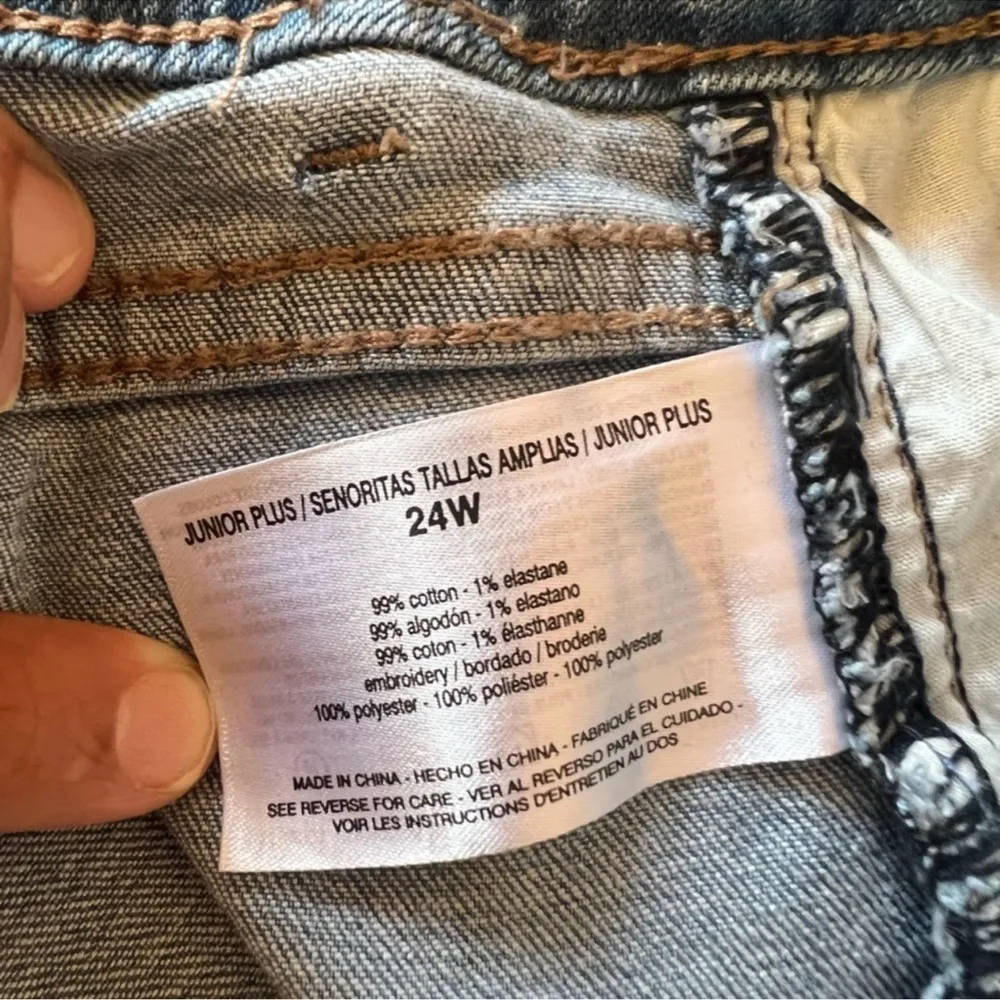 JUNIOR PLUS / SENORITAS TALLAS AMPLIAS / JUNIOR PLUS
24W
99% cotton - 1% elastane
99% algodón - 1% elastano
99% coton - 1% élasthanne
embroidery / bordado / broderie
100% polyester - 100% poliéster - 100% polyester
MADE IN CHINA - HECHO EN CHINA - FABRIQUÉ EN CHINE
SEE REVERSE FOR CARE - VER AL REVERSO PARA EL CUIDADO -
VOIR LES INSTRUCTIONS D'ENTRETIEN AU DOS